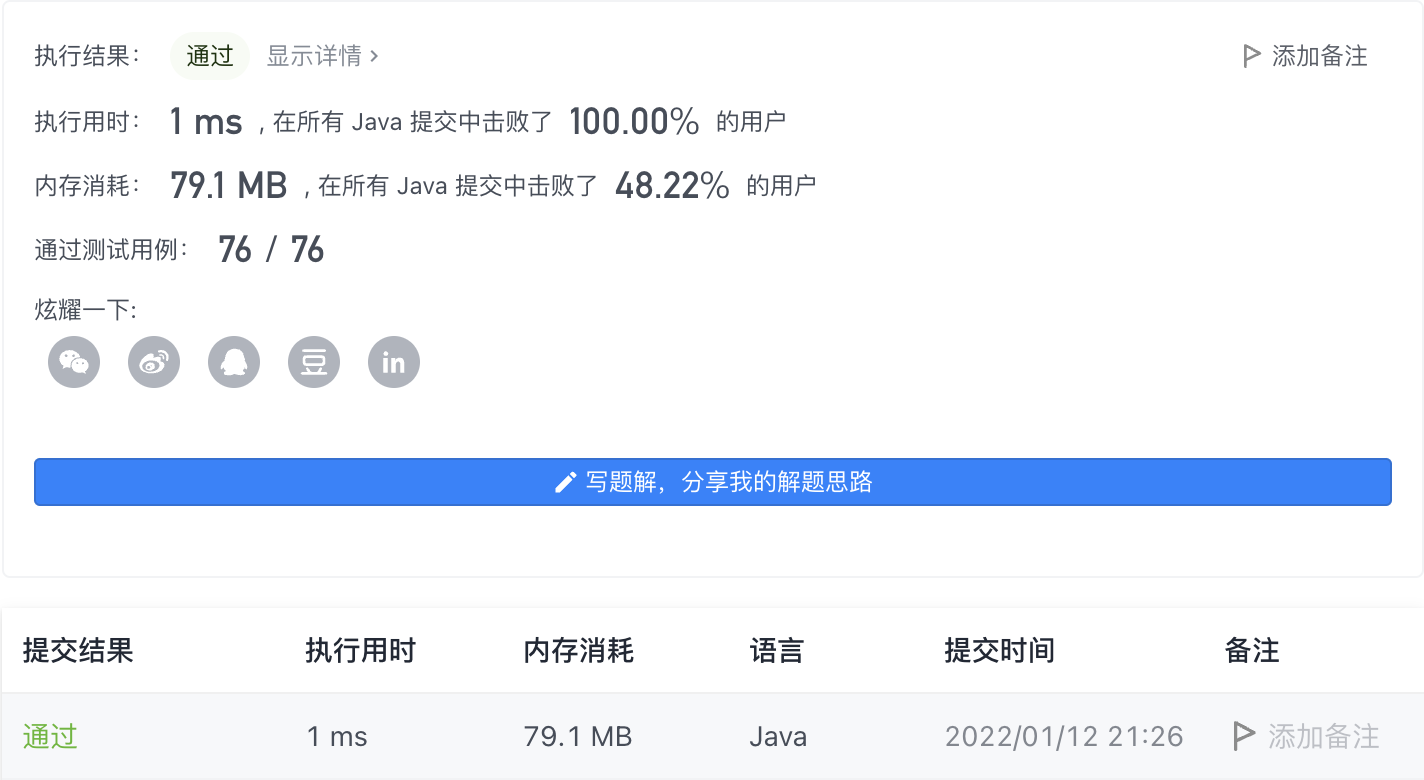 执行结果： 通过 显示详情 › 添加备注
执行用时： 1 ms , 在所有 Java 提交中击败了 100.00% 的用户
内存消耗： 79.1 MB , 在所有 Java 提交中击败了 48.22% 的用户
通过测试用例： 76 / 76
炫耀一下:
豆 in
写题解，分享我的解题思路
提交结果 执行用时 内存消耗 语言 提交时间 备注
通过 1 ms 79.1 MB Java 2022/01/12 21:26 添加备注